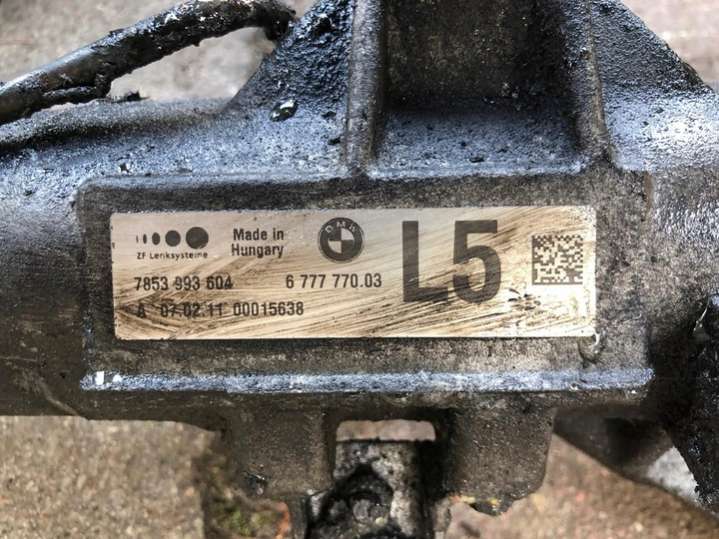 ZF Lenksysteme
Made in
Hungary
BMW
L5
7853 993 604
6 777 770.03
A 07.02.11 00015638